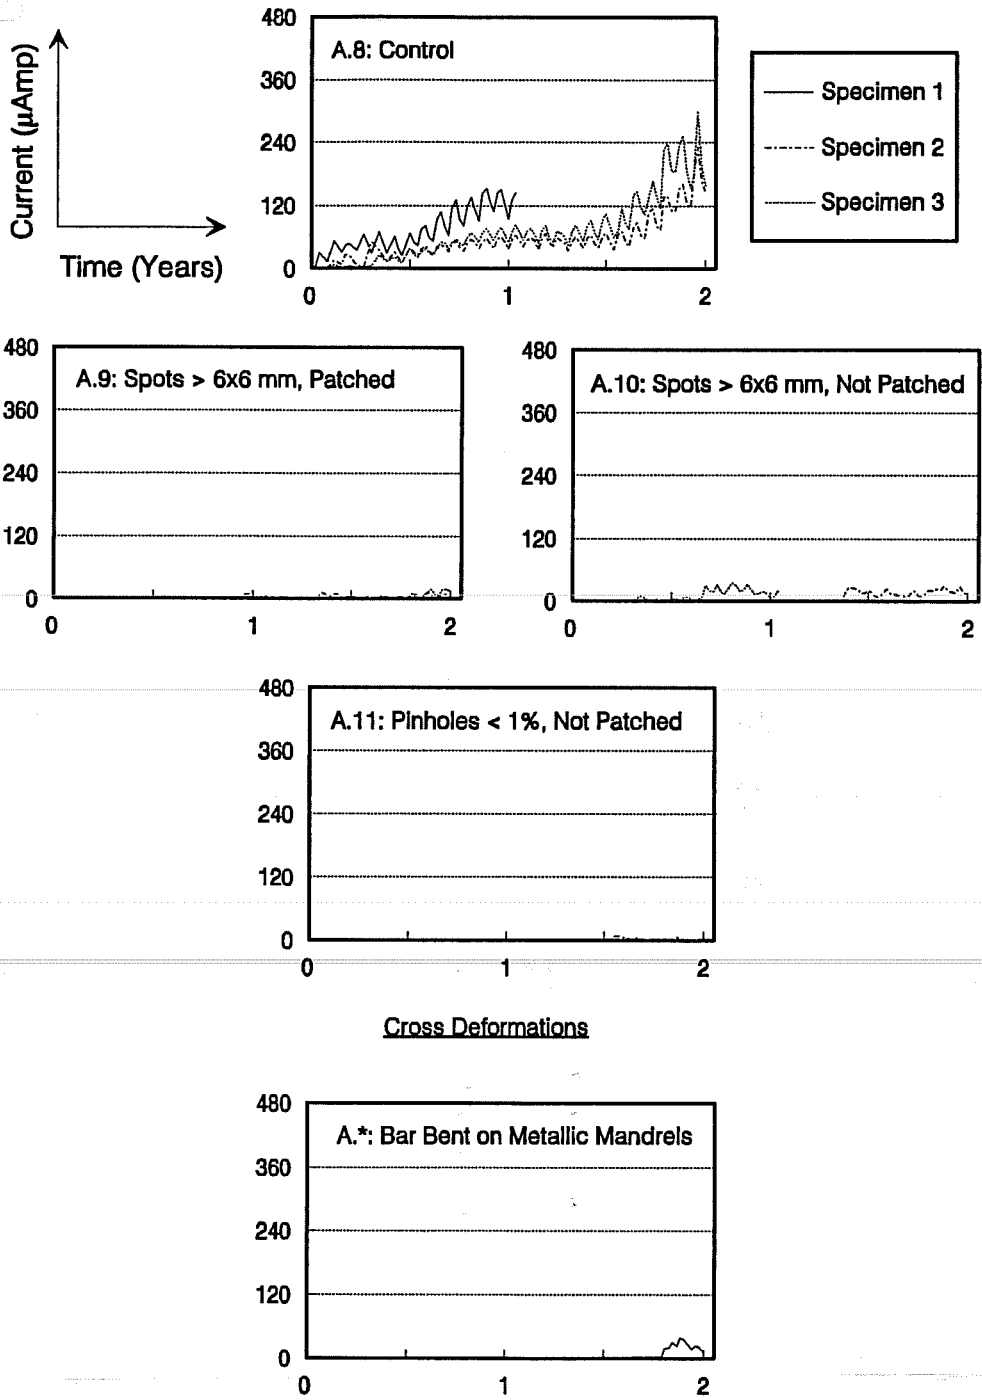 Current (µAmp)
Time (Years)
A.8: Control
480
360
240
120
0
0 1 2
Specimen 1
Specimen 2
Specimen 3
A.9: Spots > 6x6 mm, Patched
480
360
240
120
0
0 1 2
A.10: Spots > 6x6 mm, Not Patched
480
360
240
120
0
0 1 2
A.11: Pinholes < 1%, Not Patched
480
360
240
120
0
0 1 2
Cross Deformations
A.*: Bar Bent on Metallic Mandrels
480
360
240
120
0
0 1 2